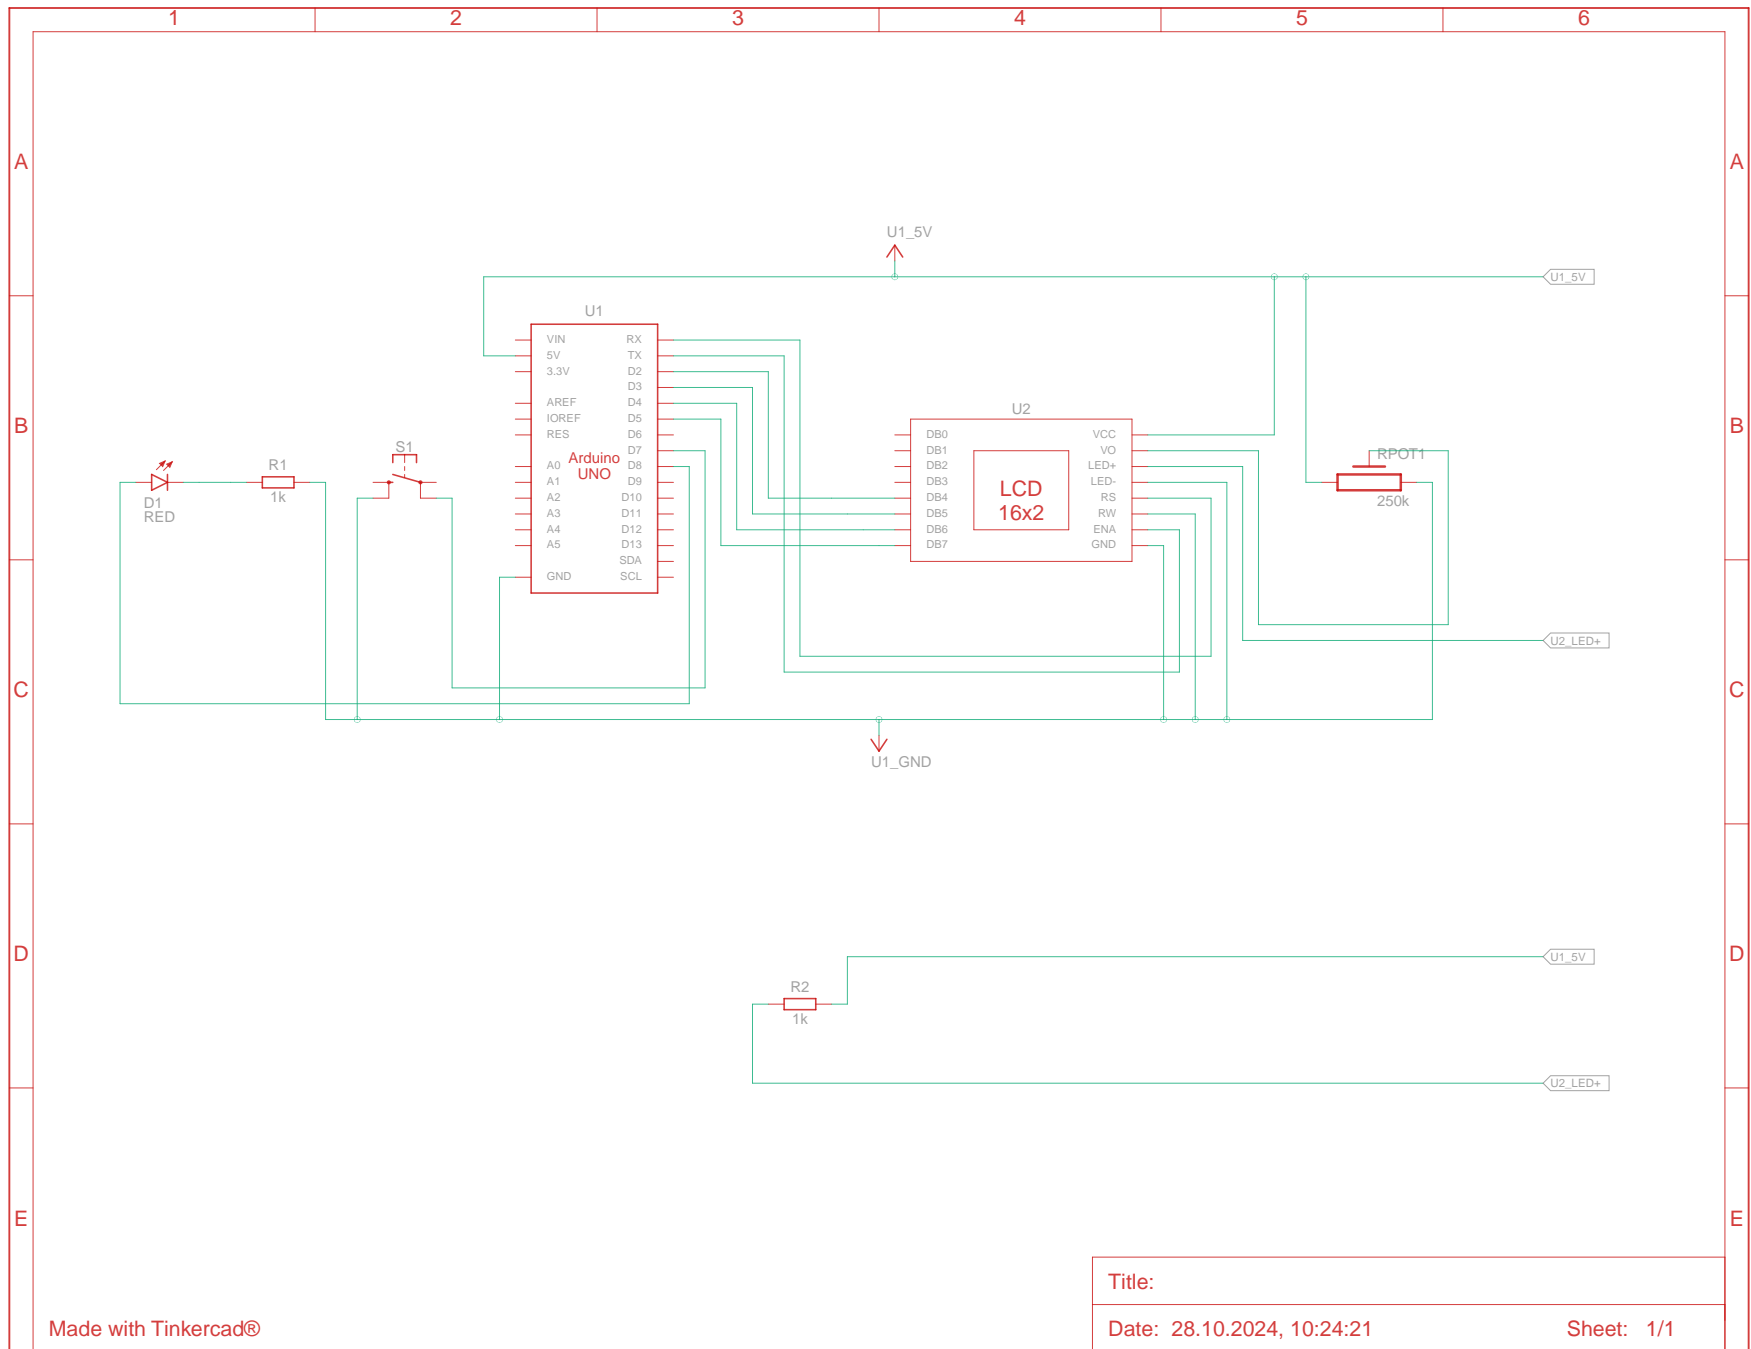 1 2 3 4 5 6
A A
U1_5V
U1_5V
B B
U1
VIN RX
5V TX
3.3V D2
D3
AREF D4
IOREF D5
RES D6
D7
A0 D8
A1 D9
A2 D10
A3 D11
A4 D12
A5 D13
SDA
GND SCL
Arduino
UNO
U2
DB0 VCC
DB1 VO
DB2 LED+
DB3 LED-
DB4 RS
DB5 RW
DB6 ENA
DB7 GND
LCD
16x2
RPOT1
250k
S1
R1
1k
D1
RED
U2_LED+
C C
U1_GND
D D
U1_5V
R2
1k
U2_LED+
E E
Title:
Made with Tinkercad®
Date: 28.10.2024, 10:24:21 Sheet: 1/1